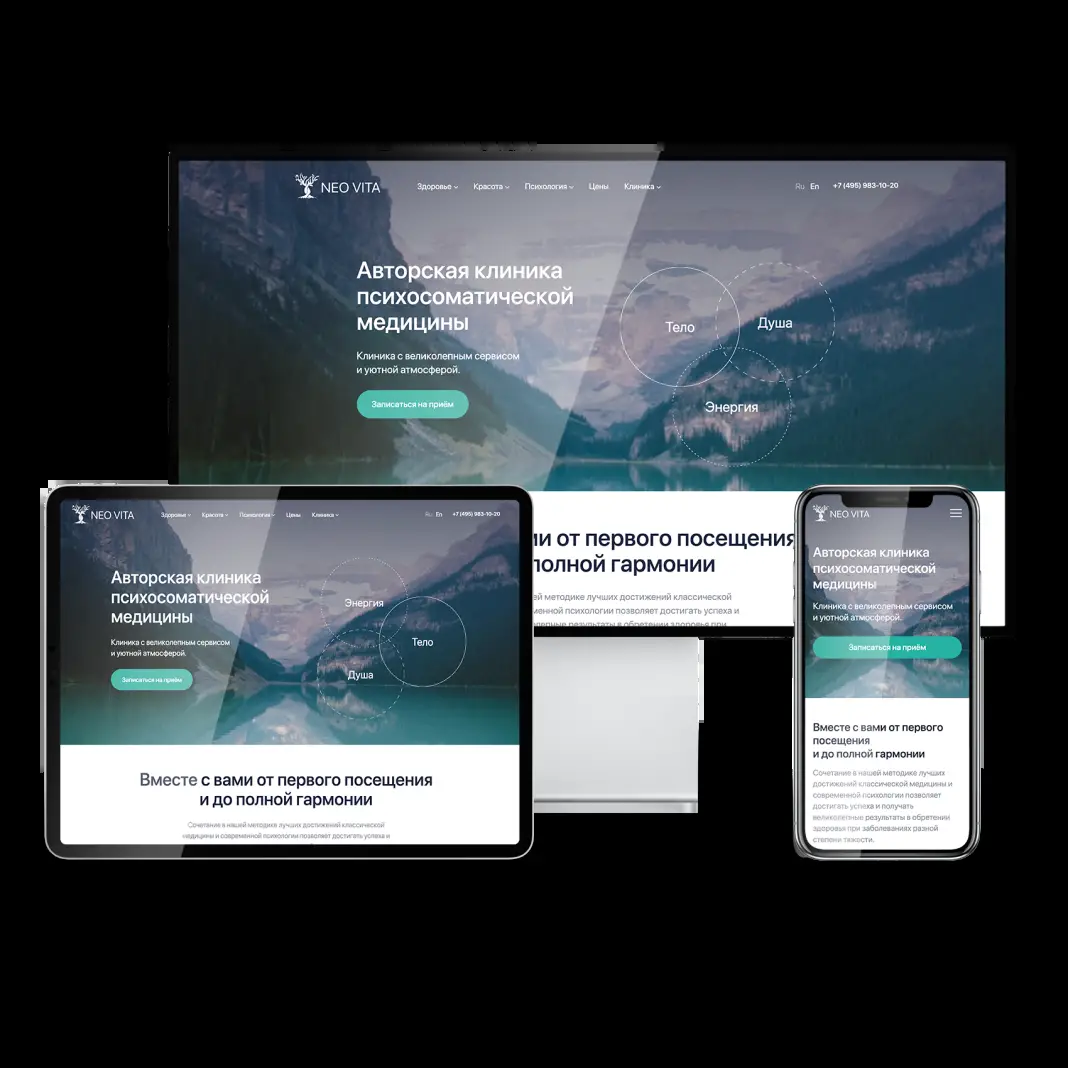 NEO VITA
Здоровье
Красота
Психология
Цены
Клиника
Ru En
+7 (495) 983-10-20
Авторская клиника
психосоматической
медицины
Клиника с великолепным сервисом
и уютной атмосферой.
Записаться на приём
Тело
Душа
Энергия
ми от первого посещения
полной гармонии
ей методике лучших достижений классической
менной психологии позволяет достигать успеха и
результаты в обретении здоровья при
NEO VITA
Здоровье
Красота
Психология
Цены
Клиника
Ru En
+7 (495) 983-10-20
Авторская клиника
психосоматической
медицины
Клиника с великолепным сервисом
и уютной атмосферой.
Записаться на приём
Энергия
Тело
Душа
Вместе с вами от первого посещения
и до полной гармонии
Сочетание в нашей методике лучших достижений классической
медицины и современной психологии позволяет достигать успеха и
NEO VITA
Авторская клиника
психосоматической
медицины
Клиника с великолепным сервисом
и уютной атмосферой.
Записаться на приём
Вместе с вами от первого
посещения
и до полной гармонии
Сочетание в нашей методике лучших
достижений классической медицины и
современной психологии позволяет
достигать успеха и получать
великолепные результаты в обретении
здоровья при заболеваниях разной
степени тяжести.